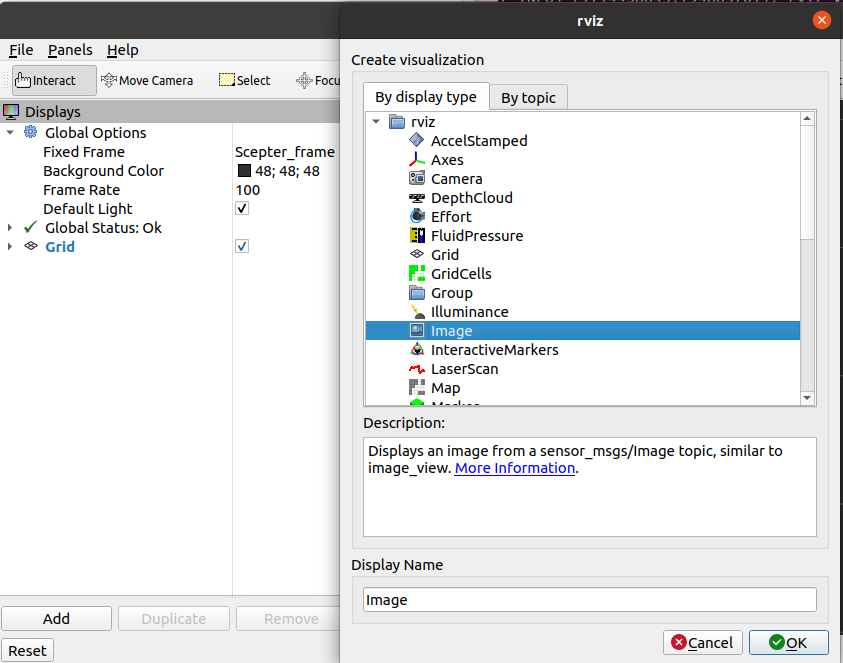 rviz
File Panels Help
Interact Move Camera Select Focu
Displays
Global Options
Fixed Frame Scepter_frame
Background Color 48; 48; 48
Frame Rate 100
Default Light
Global Status: Ok
Grid
Add Duplicate Remove
Reset
Create visualization
By display type By topic
rviz
AccelStamped
Axes
Camera
DepthCloud
Effort
FluidPressure
Grid
GridCells
Group
Illuminance
Image
InteractiveMarkers
LaserScan
Map
Description:
Displays an image from a sensor_msgs/Image topic, similar to
image_view. More Information.
Display Name
Image
Cancel OK